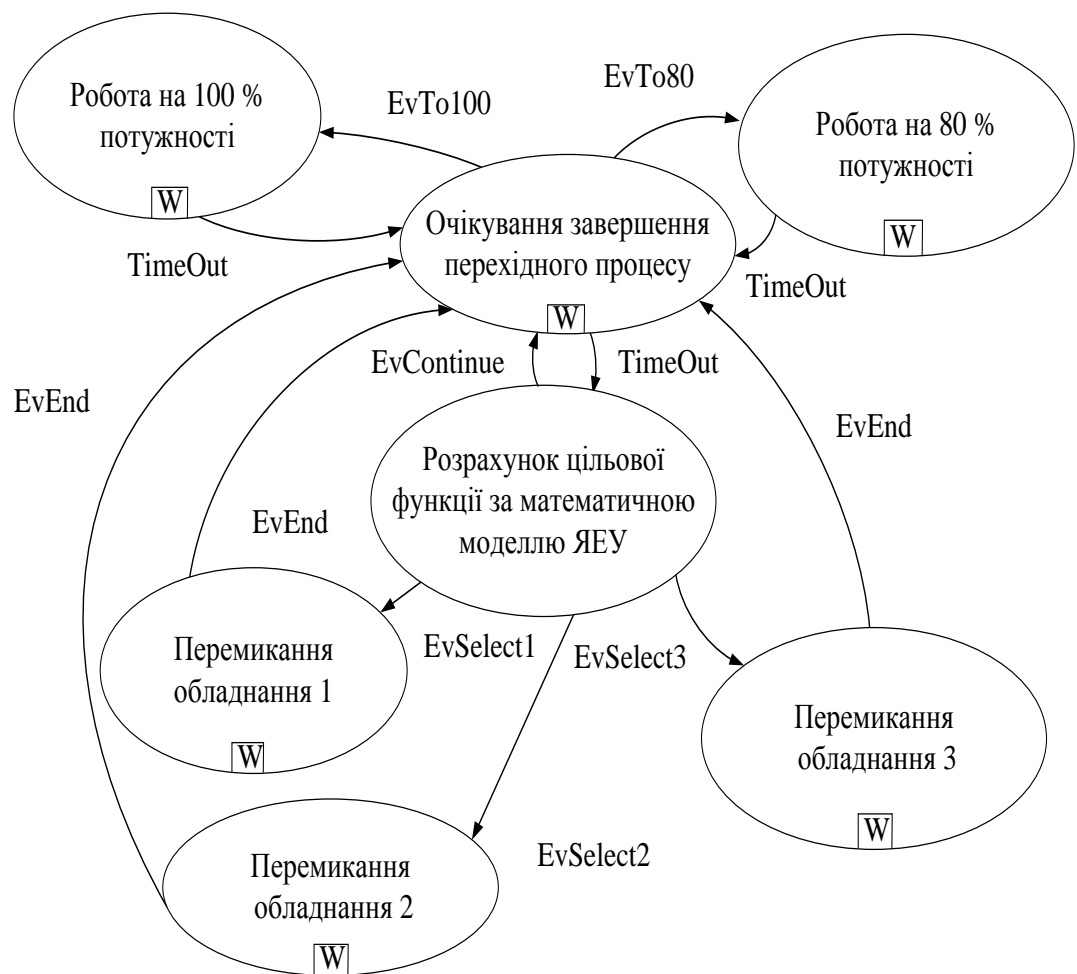 Робота на 100 %
потужності
W
EvTo100
EvTo80
Робота на 80 %
потужності
W
TimeOut
Очікування завершення
перехідного процесу
W
TimeOut
EvContinue
TimeOut
EvEnd
EvEnd
Розрахунок цільової
функції за математичною
моделлю ЯЕУ
EvEnd
Перемикання
обладнання 1
W
EvSelect1
EvSelect3
Перемикання
обладнання 3
W
EvSelect2
Перемикання
обладнання 2
W